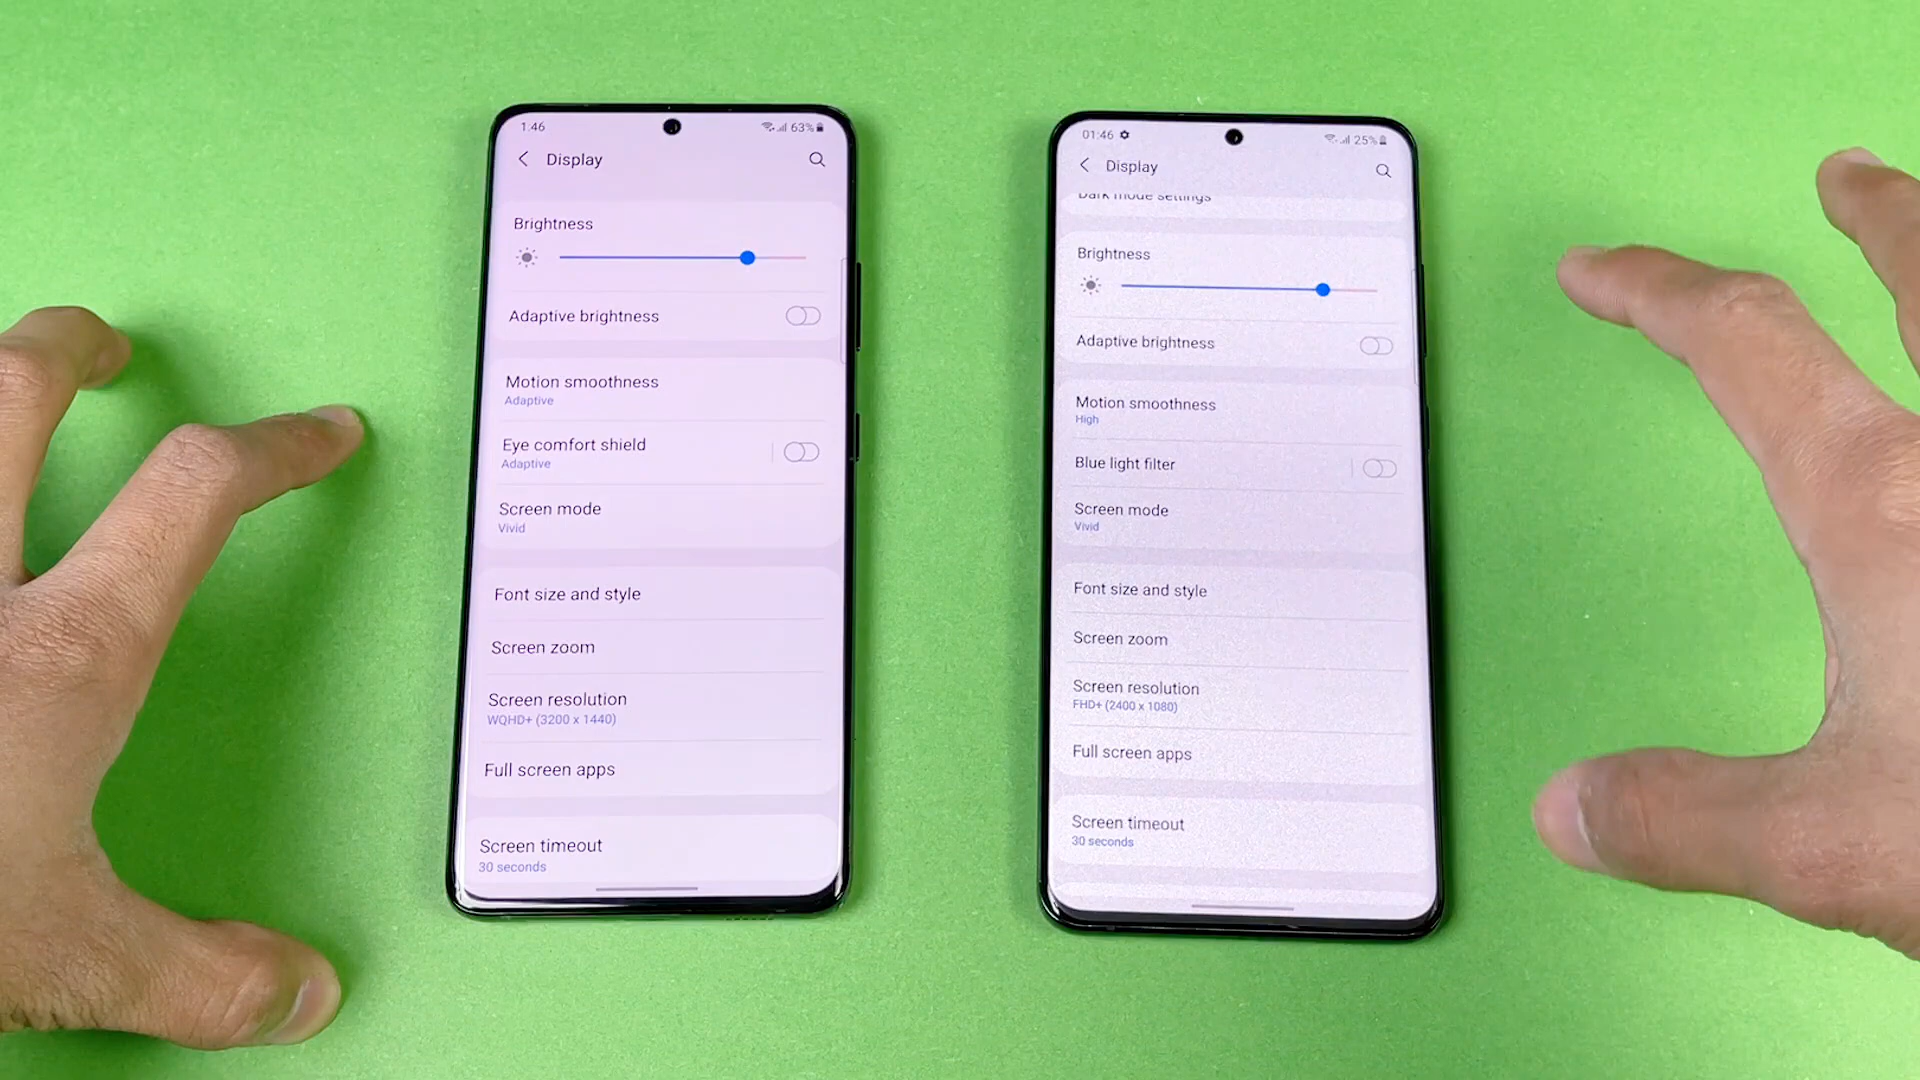 1:46
63%
Display
Brightness
Adaptive brightness
Motion smoothness
Adaptive
Eye comfort shield
Adaptive
Screen mode
Vivid
Font size and style
Screen zoom
Screen resolution
WQHD+ (3200 x 1440)
Full screen apps
Screen timeout
30 seconds
01:46
25%
Display
Dark mode settings
Brightness
Adaptive brightness
Motion smoothness
High
Blue light filter
Screen mode
Vivid
Font size and style
Screen zoom
Screen resolution
FHD+ (2400 x 1080)
Full screen apps
Screen timeout
30 seconds